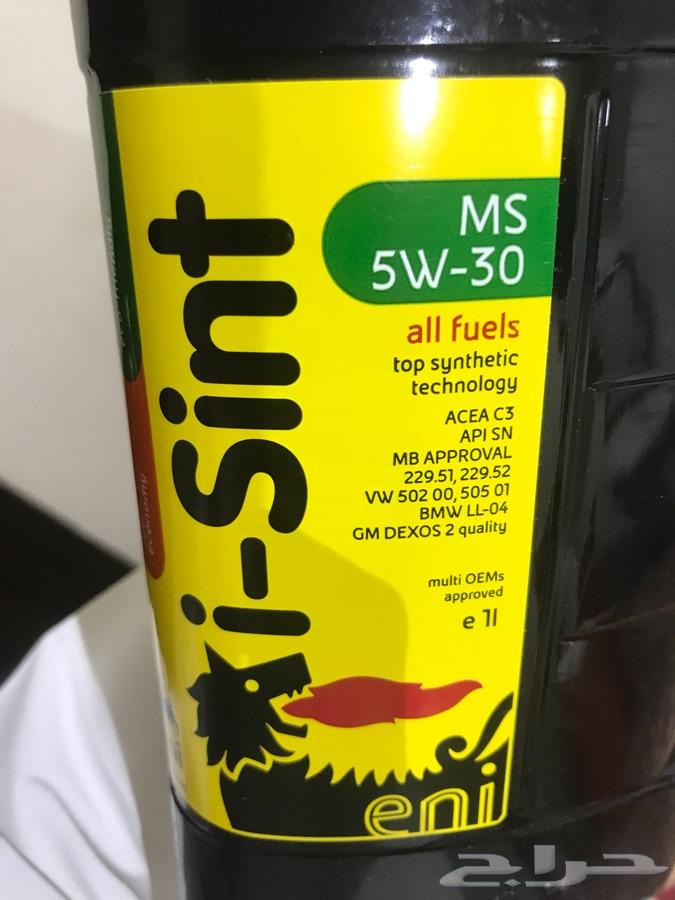 i-Sint
MS
5W-30
all fuels
top synthetic
technology
ACEA C3
API SN
MB APPROVAL
229.51, 229.52
VW 502 00, 505 01
BMW LL-04
GM DEXOS 2 quality
multi OEMs
approved
e 1l
eni
حراج